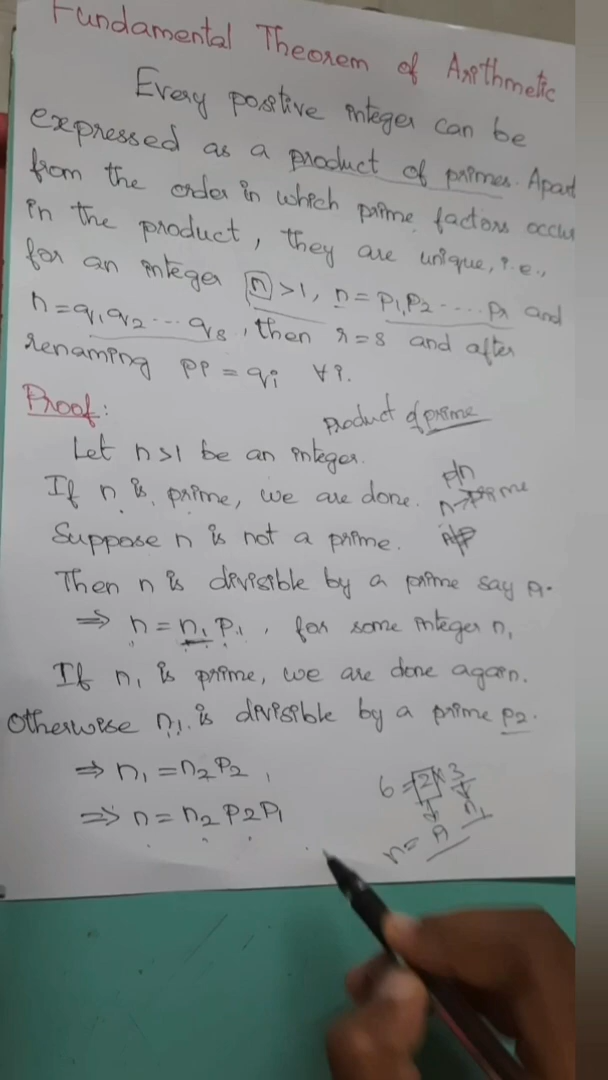 Fundamental Theorem of Arithmetic
Every positive integer can be
expressed as a product of primes. Apart
from the order in which prime factors occur
in the product, they are unique, i.e.,
for an integer n >1, n = p1, p2 ..... pr and
n = q1 q2 ... qs, then r=s and after
renaming pi = qi ∀i.
Proof:
product of prime
Let n>1 be an integer.
If n is prime, we are done.
p/n
n→prime
Suppose n is not a prime.
Then n is divisible by a prime say p1.
⇒ n = n1 p1, for some integer n1
If n1 is prime, we are done again.
Otherwise n1 is divisible by a prime p2.
⇒ n1 = n2 p2,
⇒ n = n2 p2 p1
6 = 2 × 3
n = p1 n1